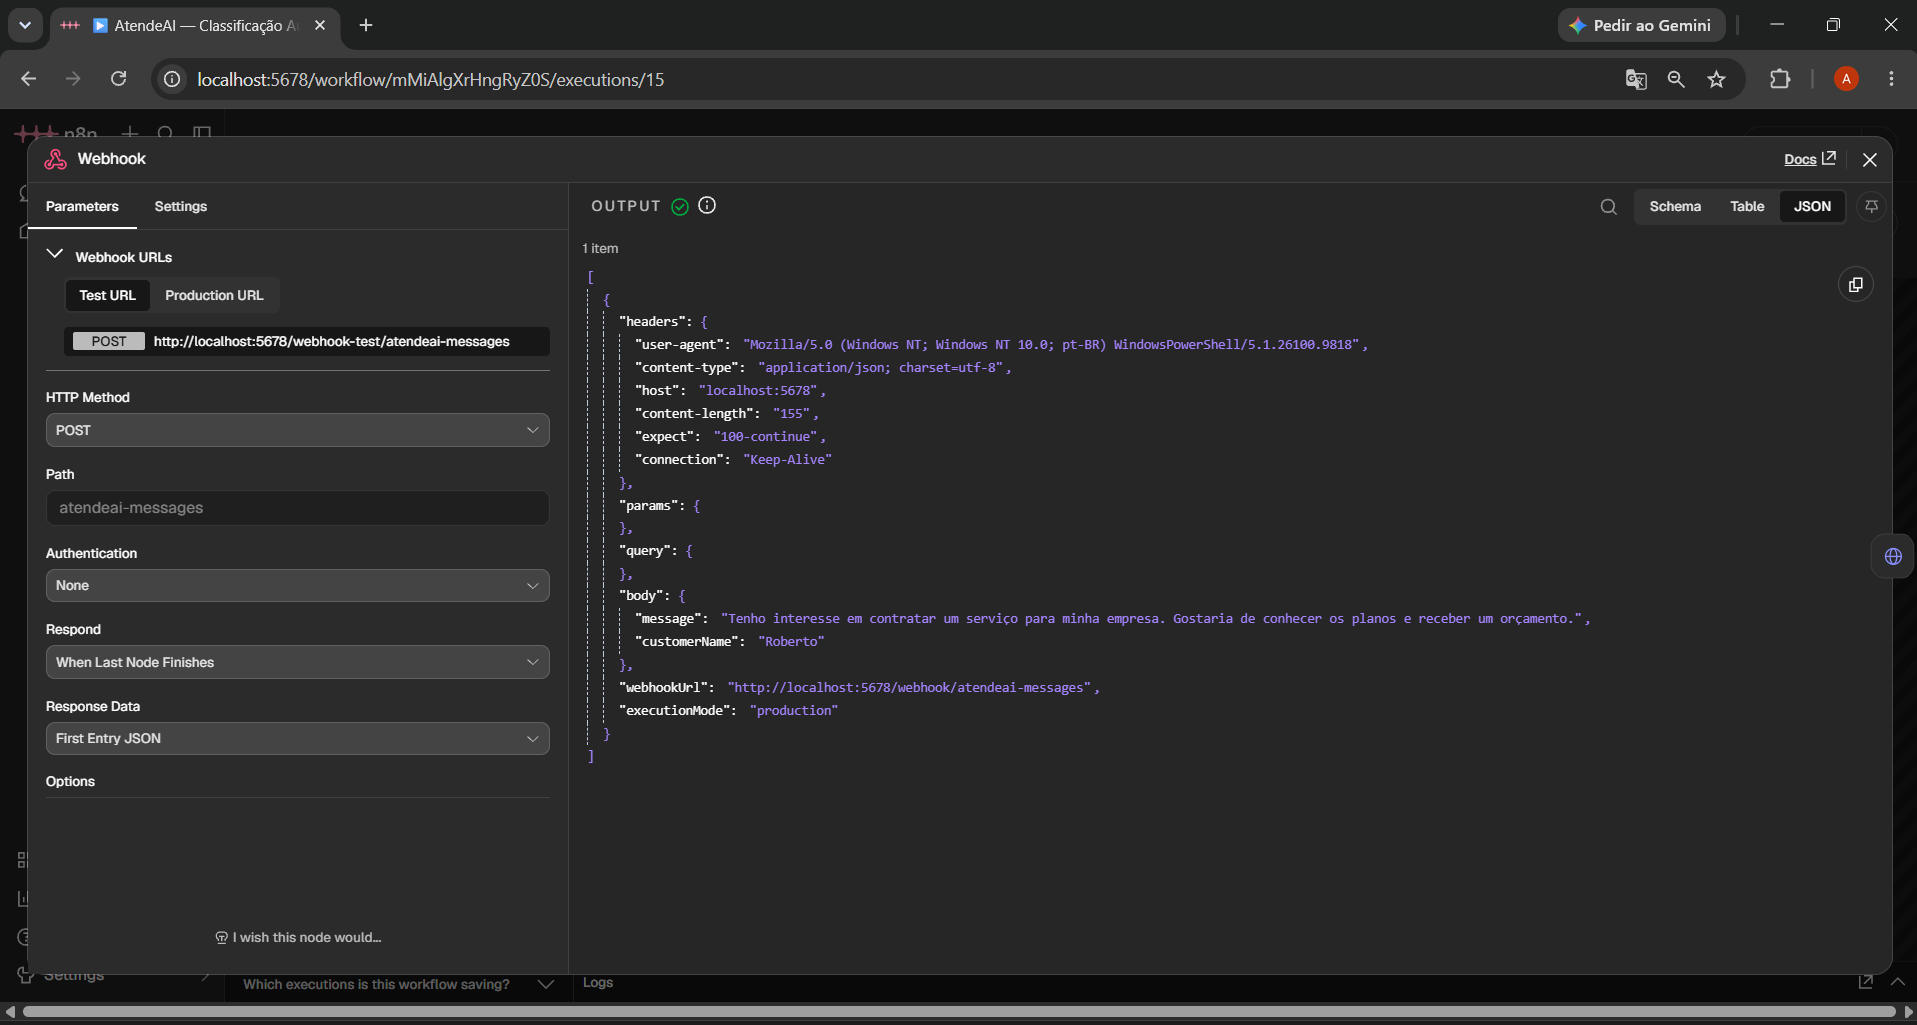 AtendeAI — Classificação A
Pedir ao Gemini
localhost:5678/workflow/mMiAlgXrHngRyZ0S/executions/15
A
n8n
Webhook
Docs
Parameters
Settings
OUTPUT
Schema
Table
JSON
Webhook URLs
1 item
Test URL
Production URL
POST
http://localhost:5678/webhook-test/atendeai-messages
HTTP Method
POST
Path
atendeai-messages
Authentication
None
Respond
When Last Node Finishes
Response Data
First Entry JSON
Options
I wish this node would...
[
{
"headers": {
"user-agent": "Mozilla/5.0 (Windows NT; Windows NT 10.0; pt-BR) WindowsPowerShell/5.1.26100.9818",
"content-type": "application/json; charset=utf-8",
"host": "localhost:5678",
"content-length": "155",
"expect": "100-continue",
"connection": "Keep-Alive"
},
"params": {
},
"query": {
},
"body": {
"message": "Tenho interesse em contratar um serviço para minha empresa. Gostaria de conhecer os planos e receber um orçamento.",
"customerName": "Roberto"
},
"webhookUrl": "http://localhost:5678/webhook/atendeai-messages",
"executionMode": "production"
}
]
Settings
Which executions is this workflow saving?
Logs